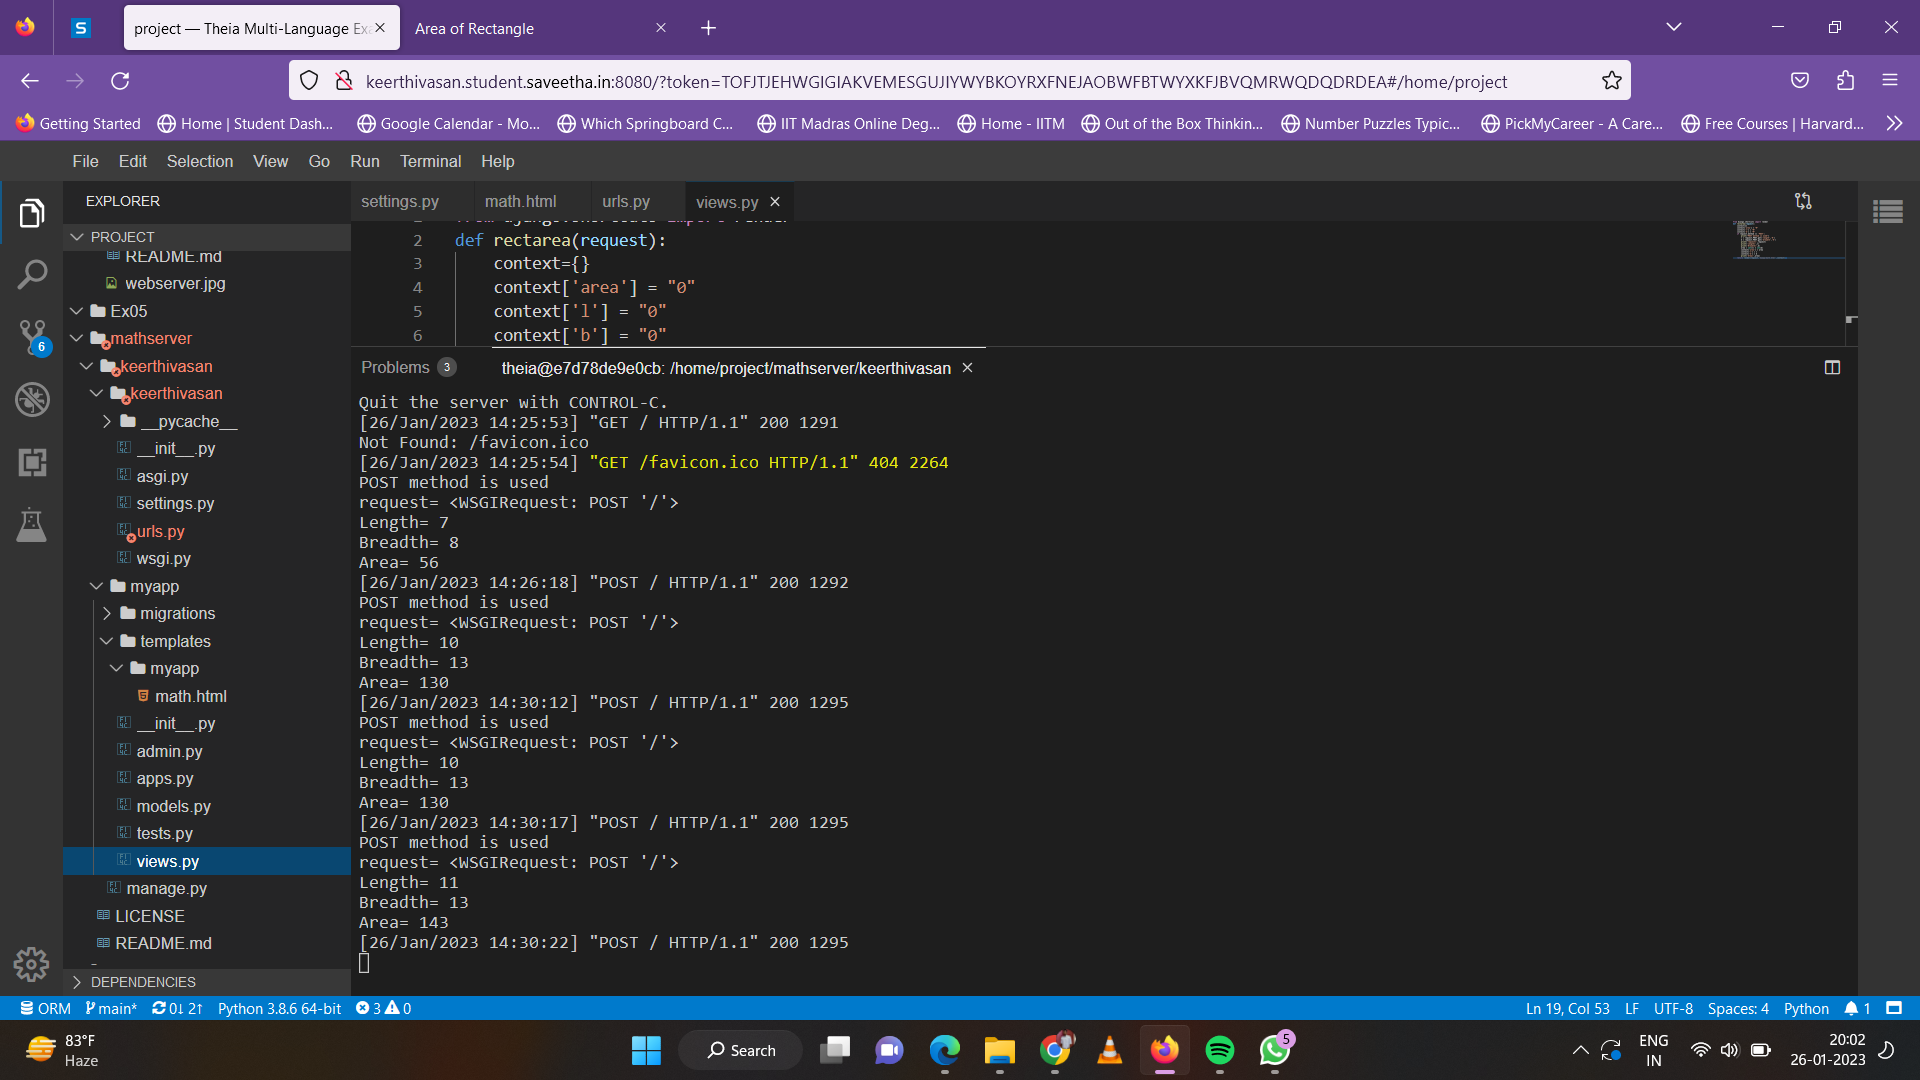 project — Theia Multi-Language Ex
Area of Rectangle
keerthivasan.student.saveetha.in:8080/?token=TOFJTJEHWGIGIAKVEMESGUJIYWYBKOYRXFNEJAOBWFBTWYXKFJBVQMRWQDQDRDEA#/home/project
Getting Started
Home | Student Dash...
Google Calendar - Mo...
Which Springboard C...
IIT Madras Online Deg...
Home - IITM
Out of the Box Thinkin...
Number Puzzles Typic...
PickMyCareer - A Care...
Free Courses | Harvard...
File Edit Selection View Go Run Terminal Help
EXPLORER
PROJECT
README.md
webserver.jpg
Ex05
mathserver
keerthivasan
keerthivasan
__pycache__
__init__.py
asgi.py
settings.py
urls.py
wsgi.py
myapp
migrations
templates
myapp
math.html
__init__.py
admin.py
apps.py
models.py
tests.py
views.py
manage.py
LICENSE
README.md
DEPENDENCIES
6
settings.py math.html urls.py views.py
2 def rectarea(request):
3 context={}
4 context['area'] = "0"
5 context['l'] = "0"
6 context['b'] = "0"
Problems 3 theia@e7d78de9e0cb: /home/project/mathserver/keerthivasan
Quit the server with CONTROL-C.
[26/Jan/2023 14:25:53] "GET / HTTP/1.1" 200 1291
Not Found: /favicon.ico
[26/Jan/2023 14:25:54] "GET /favicon.ico HTTP/1.1" 404 2264
POST method is used
request= <WSGIRequest: POST '/'>
Length= 7
Breadth= 8
Area= 56
[26/Jan/2023 14:26:18] "POST / HTTP/1.1" 200 1292
POST method is used
request= <WSGIRequest: POST '/'>
Length= 10
Breadth= 13
Area= 130
[26/Jan/2023 14:30:12] "POST / HTTP/1.1" 200 1295
POST method is used
request= <WSGIRequest: POST '/'>
Length= 10
Breadth= 13
Area= 130
[26/Jan/2023 14:30:17] "POST / HTTP/1.1" 200 1295
POST method is used
request= <WSGIRequest: POST '/'>
Length= 11
Breadth= 13
Area= 143
[26/Jan/2023 14:30:22] "POST / HTTP/1.1" 200 1295
ORM main* 0↓ 2↑ Python 3.8.6 64-bit 3 0
Ln 19, Col 53 LF UTF-8 Spaces: 4 Python 1
83°F
Haze
Search
5
ENG
IN
20:02
26-01-2023